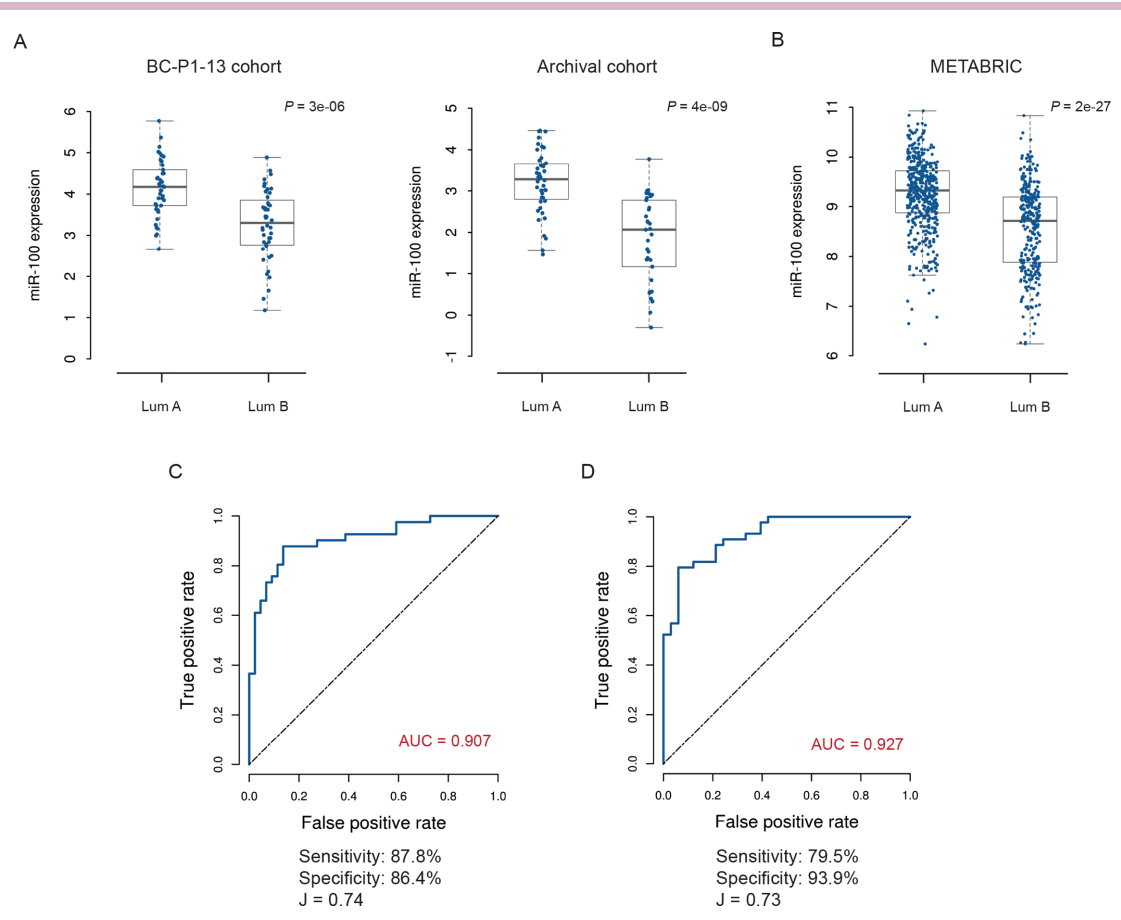 A
B
BC-P1-13 cohort
Archival cohort
METABRIC
P = 3e-06
P = 4e-09
P = 2e-27
miR-100 expression
6
5
4
3
2
1
0
Lum A
Lum B
miR-100 expression
5
4
3
2
1
0
-1
Lum A
Lum B
miR-100 expression
11
10
9
8
7
6
Lum A
Lum B
C
True positive rate
1.0
0.8
0.6
0.4
0.2
0.0
AUC = 0.907
0.0 0.2 0.4 0.6 0.8 1.0
False positive rate
Sensitivity: 87.8%
Specificity: 86.4%
J = 0.74
D
True positive rate
1.0
0.8
0.6
0.4
0.2
0.0
AUC = 0.927
0.0 0.2 0.4 0.6 0.8 1.0
False positive rate
Sensitivity: 79.5%
Specificity: 93.9%
J = 0.73